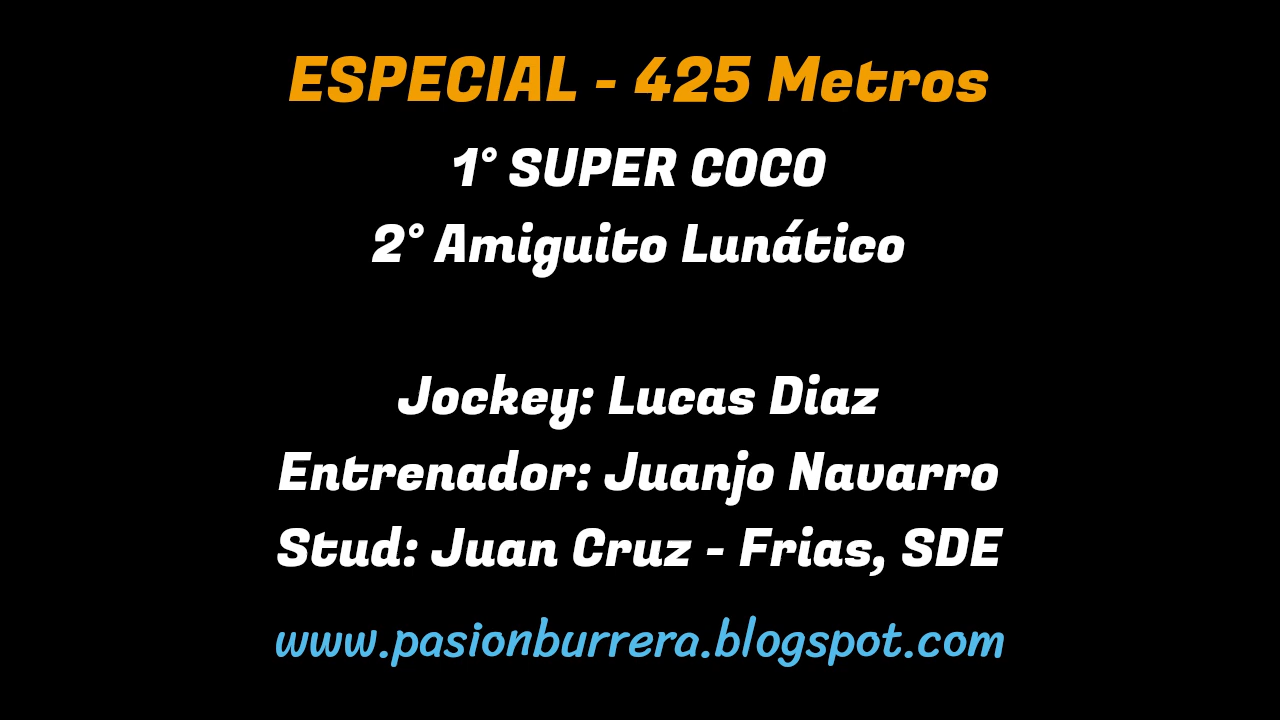 ESPECIAL - 425 Metros
1° SUPER COCO
2° Amiguito Lunático
Jockey: Lucas Diaz
Entrenador: Juanjo Navarro
Stud: Juan Cruz - Frias, SDE
www.pasionburrera.blogspot.com